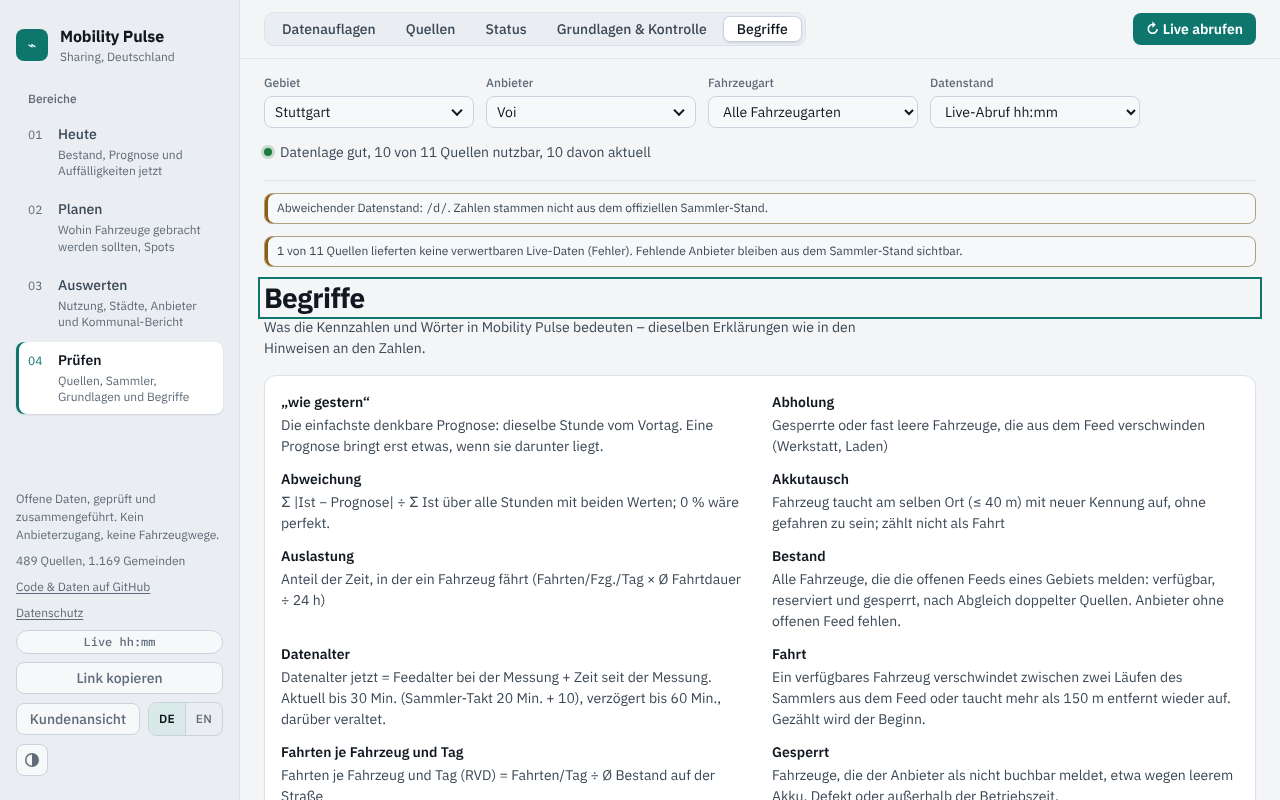 Mobility Pulse
Sharing, Deutschland
Bereiche
01 Heute
Bestand, Prognose und
Auffälligkeiten jetzt
02 Planen
Wohin Fahrzeuge gebracht
werden sollten, Spots
03 Auswerten
Nutzung, Städte, Anbieter
und Kommunal-Bericht
04 Prüfen
Quellen, Sammler,
Grundlagen und Begriffe
Offene Daten, geprüft und
zusammengeführt. Kein
Anbieterzugang, keine Fahrzeugwege.
489 Quellen, 1.169 Gemeinden
Code & Daten auf GitHub
Datenschutz
Live hh:mm
Link kopieren
Kundenansicht DE EN
Datenauflagen Quellen Status Grundlagen & Kontrolle Begriffe
↻ Live abrufen
Gebiet Anbieter Fahrzeugart Datenstand
Stuttgart Voi Alle Fahrzeugarten Live-Abruf hh:mm
Datenlage gut, 10 von 11 Quellen nutzbar, 10 davon aktuell
Abweichender Datenstand: /d/. Zahlen stammen nicht aus dem offiziellen Sammler-Stand.
1 von 11 Quellen lieferten keine verwertbaren Live-Daten (Fehler). Fehlende Anbieter bleiben aus dem Sammler-Stand sichtbar.
Begriffe
Was die Kennzahlen und Wörter in Mobility Pulse bedeuten – dieselben Erklärungen wie in den
Hinweisen an den Zahlen.
„wie gestern“
Die einfachste denkbare Prognose: dieselbe Stunde vom Vortag. Eine
Prognose bringt erst etwas, wenn sie darunter liegt.
Abholung
Gesperrte oder fast leere Fahrzeuge, die aus dem Feed verschwinden
(Werkstatt, Laden)
Abweichung
Σ |Ist − Prognose| ÷ Σ Ist über alle Stunden mit beiden Werten; 0 % wäre
perfekt.
Akkutausch
Fahrzeug taucht am selben Ort (≤ 40 m) mit neuer Kennung auf, ohne
gefahren zu sein; zählt nicht als Fahrt
Auslastung
Anteil der Zeit, in der ein Fahrzeug fährt (Fahrten/Fzg./Tag × Ø Fahrtdauer
÷ 24 h)
Bestand
Alle Fahrzeuge, die die offenen Feeds eines Gebiets melden: verfügbar,
reserviert und gesperrt, nach Abgleich doppelter Quellen. Anbieter ohne
offenen Feed fehlen.
Datenalter
Datenalter jetzt = Feedalter bei der Messung + Zeit seit der Messung.
Aktuell bis 30 Min. (Sammler-Takt 20 Min. + 10), verzögert bis 60 Min.,
darüber veraltet.
Fahrt
Ein verfügbares Fahrzeug verschwindet zwischen zwei Läufen des
Sammlers aus dem Feed oder taucht mehr als 150 m entfernt wieder auf.
Gezählt wird der Beginn.
Fahrten je Fahrzeug und Tag
Fahrten je Fahrzeug und Tag (RVD) = Fahrten/Tag ÷ Ø Bestand auf der
Straße
Gesperrt
Fahrzeuge, die der Anbieter als nicht buchbar meldet, etwa wegen leerem
Akku, Defekt oder außerhalb der Betriebszeit.